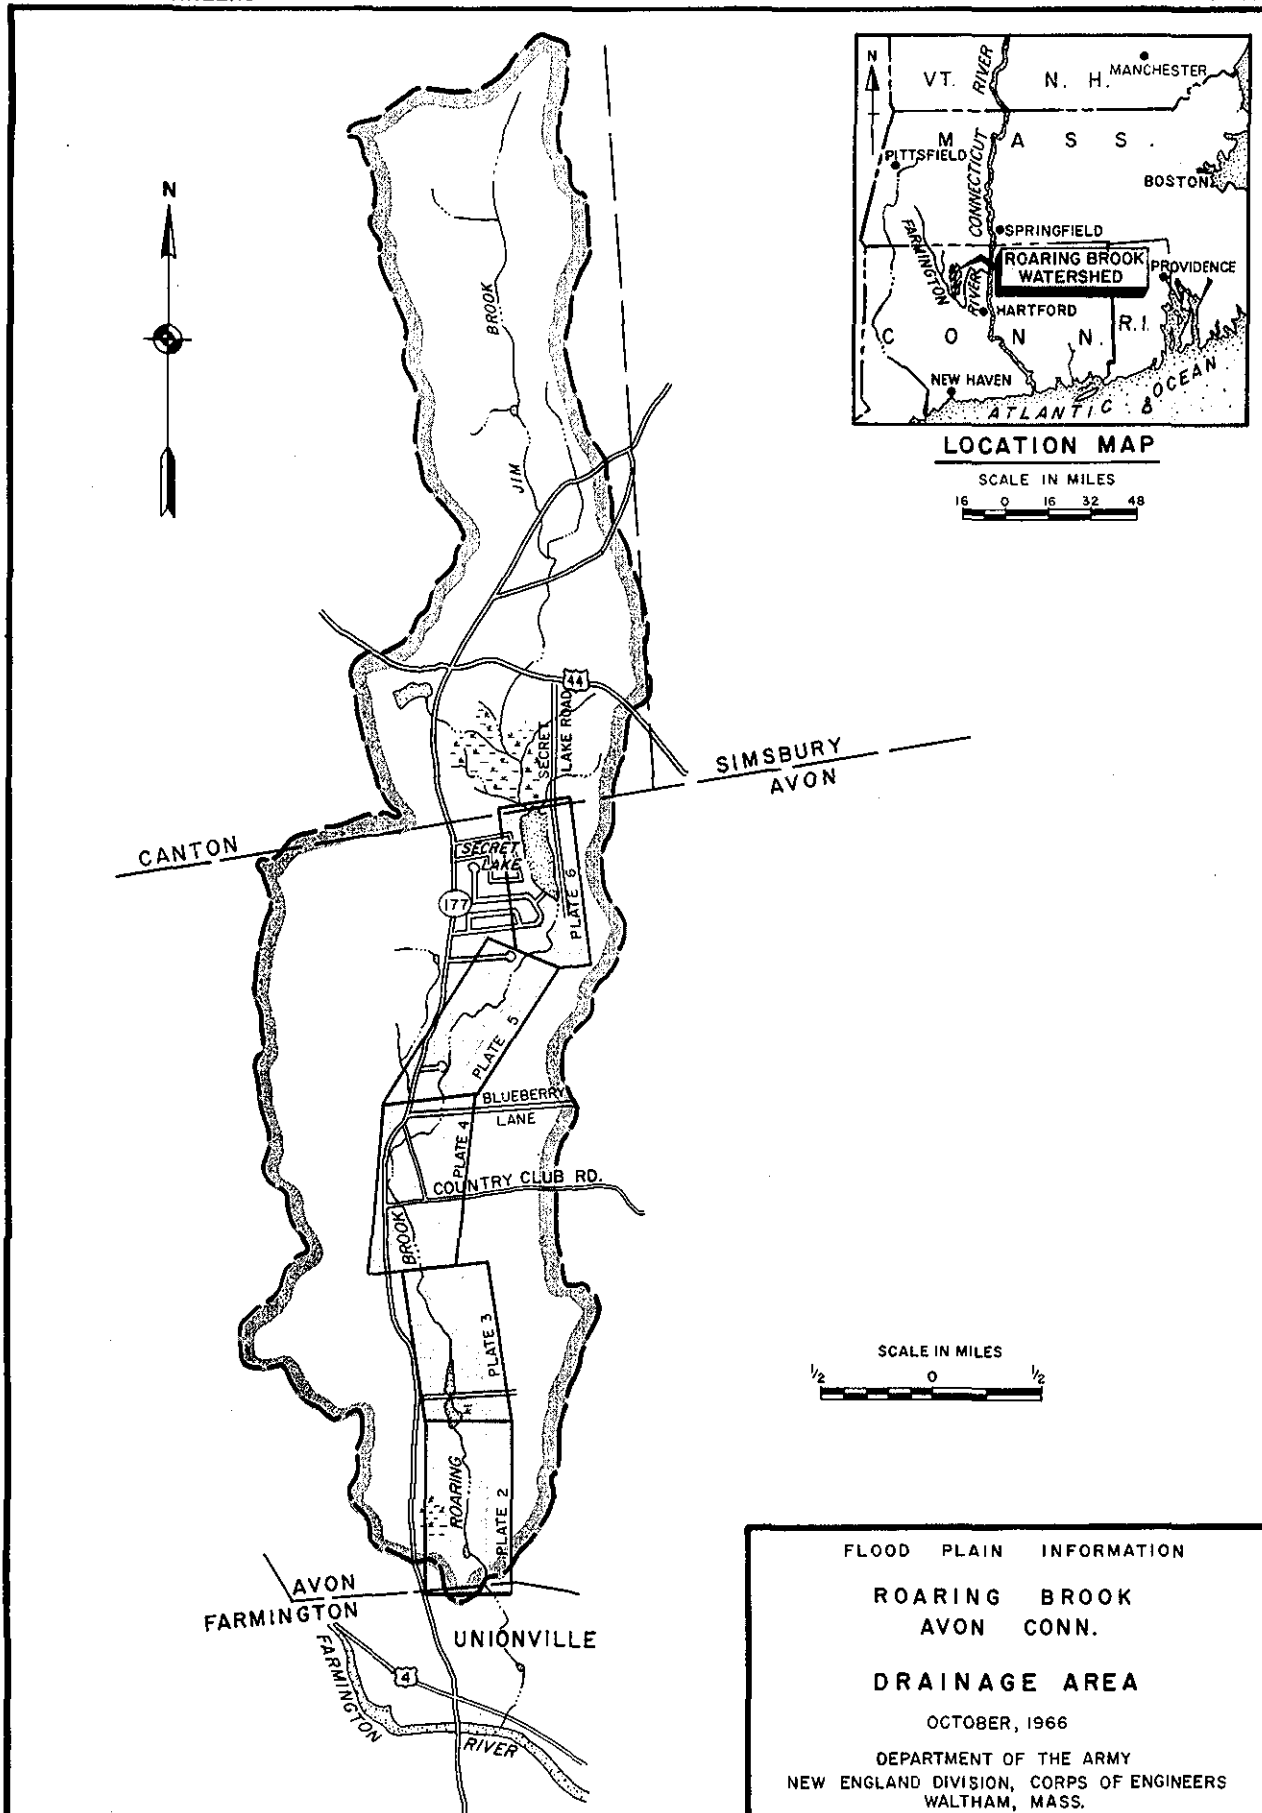 N
BROOK
JIM
44
SECRET
LAKE ROAD
SIMSBURY
AVON
CANTON
SECRET
LAKE
177
PLATE 6
PLATE 5
BLUEBERRY
LANE
PLATE 4
COUNTRY CLUB RD.
BROOK
PLATE 3
ROARING
PLATE 2
AVON
FARMINGTON
UNIONVILLE
4
FARMINGTON
RIVER
N
VT.
RIVER
N. H.
MANCHESTER
MASS.
PITTSFIELD
CONNECTICUT
BOSTON
FARMINGTON
SPRINGFIELD
ROARING BROOK
WATERSHED
PROVIDENCE
RIVER
HARTFORD
CONN.
R.I.
NEW HAVEN
ATLANTIC OCEAN
LOCATION MAP
SCALE IN MILES
16 0 16 32 48
SCALE IN MILES
1/2 0 1/2
FLOOD PLAIN INFORMATION
ROARING BROOK
AVON CONN.
DRAINAGE AREA
OCTOBER, 1966
DEPARTMENT OF THE ARMY
NEW ENGLAND DIVISION, CORPS OF ENGINEERS
WALTHAM, MASS.